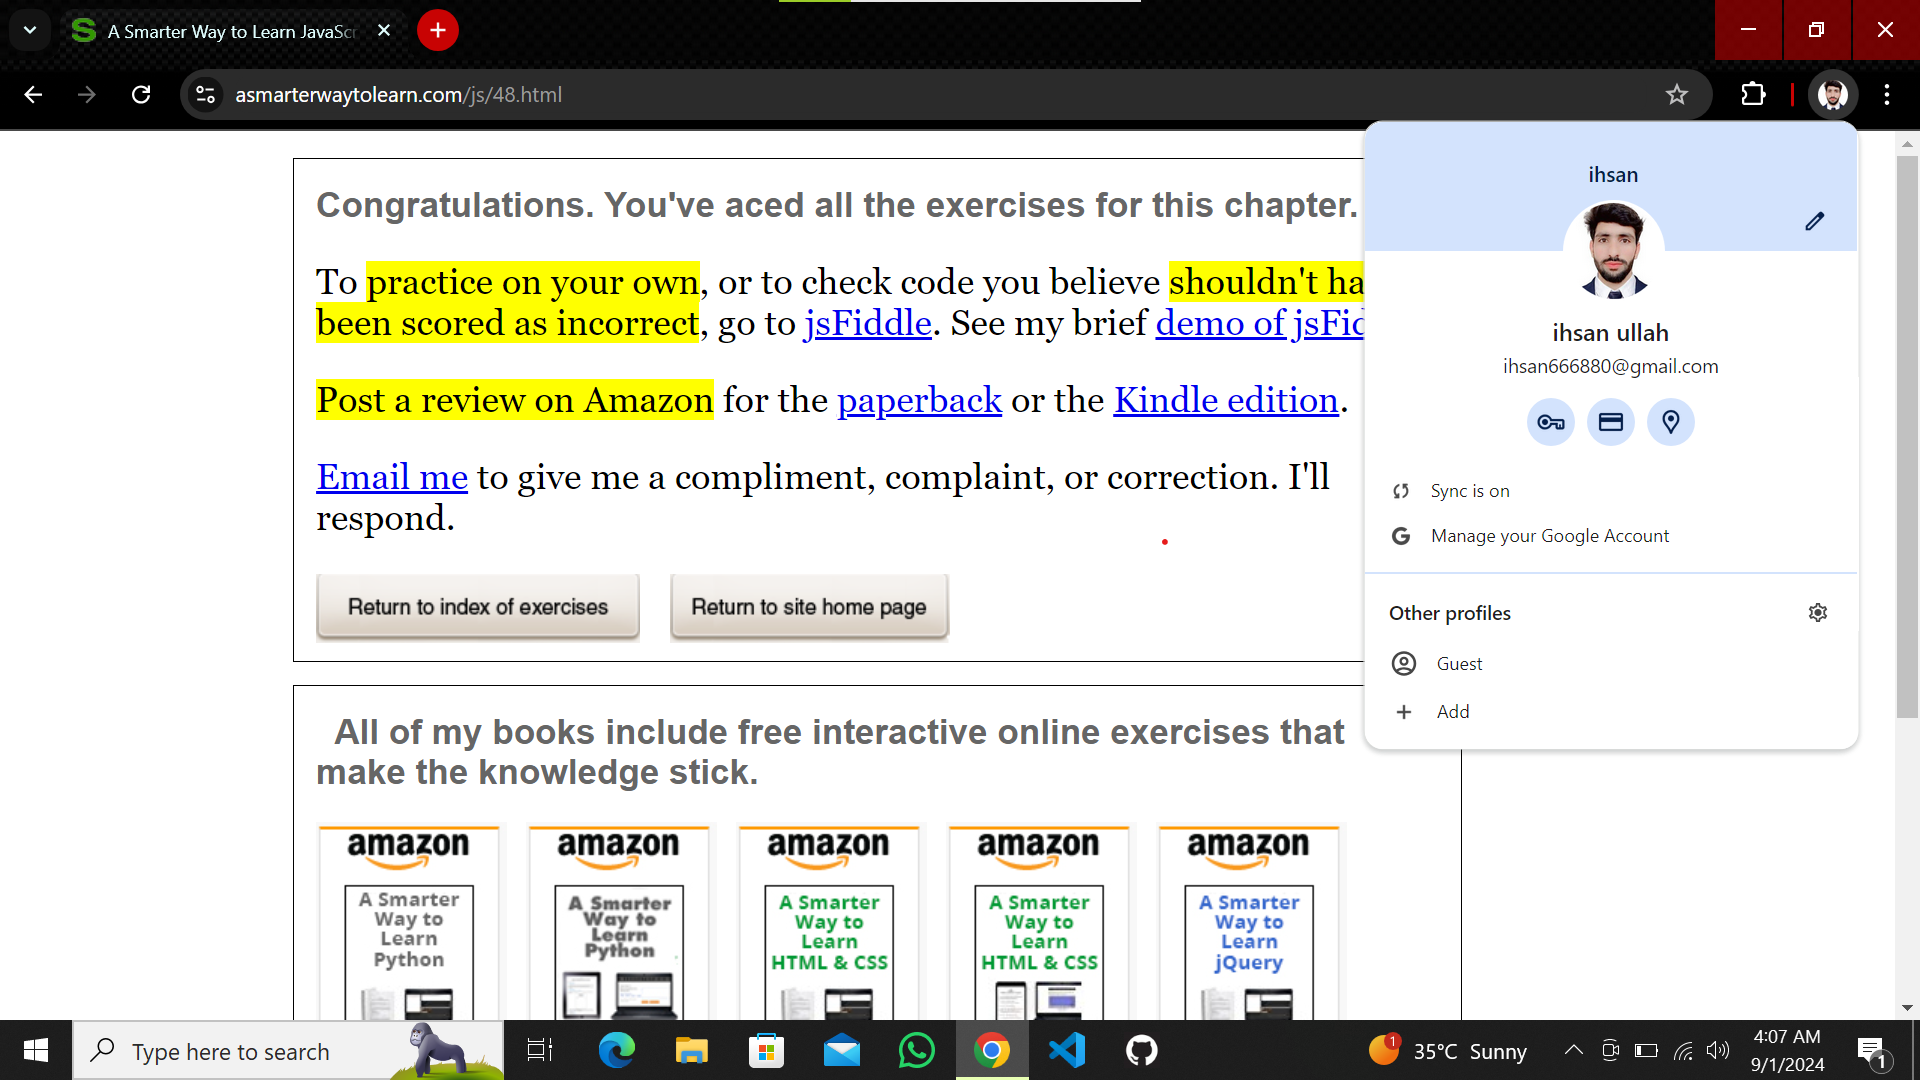 A Smarter Way to Learn JavaScr
asmarterwaytolearn.com/js/48.html
Congratulations. You've aced all the exercises for this chapter.
To practice on your own, or to check code you believe shouldn't ha
been scored as incorrect, go to jsFiddle. See my brief demo of jsFid
Post a review on Amazon for the paperback or the Kindle edition.
Email me to give me a compliment, complaint, or correction. I'll
respond.
Return to index of exercises
Return to site home page
ihsan
ihsan ullah
ihsan666880@gmail.com
Sync is on
Manage your Google Account
Other profiles
Guest
Add
All of my books include free interactive online exercises that
make the knowledge stick.
amazon
A Smarter
Way to
Learn
Python
amazon
A Smarter
Way to
Learn
Python
amazon
A Smarter
Way to
Learn
HTML & CSS
amazon
A Smarter
Way to
Learn
HTML & CSS
amazon
A Smarter
Way to
Learn
jQuery
Type here to search
1
35°C Sunny
4:07 AM
9/1/2024
1